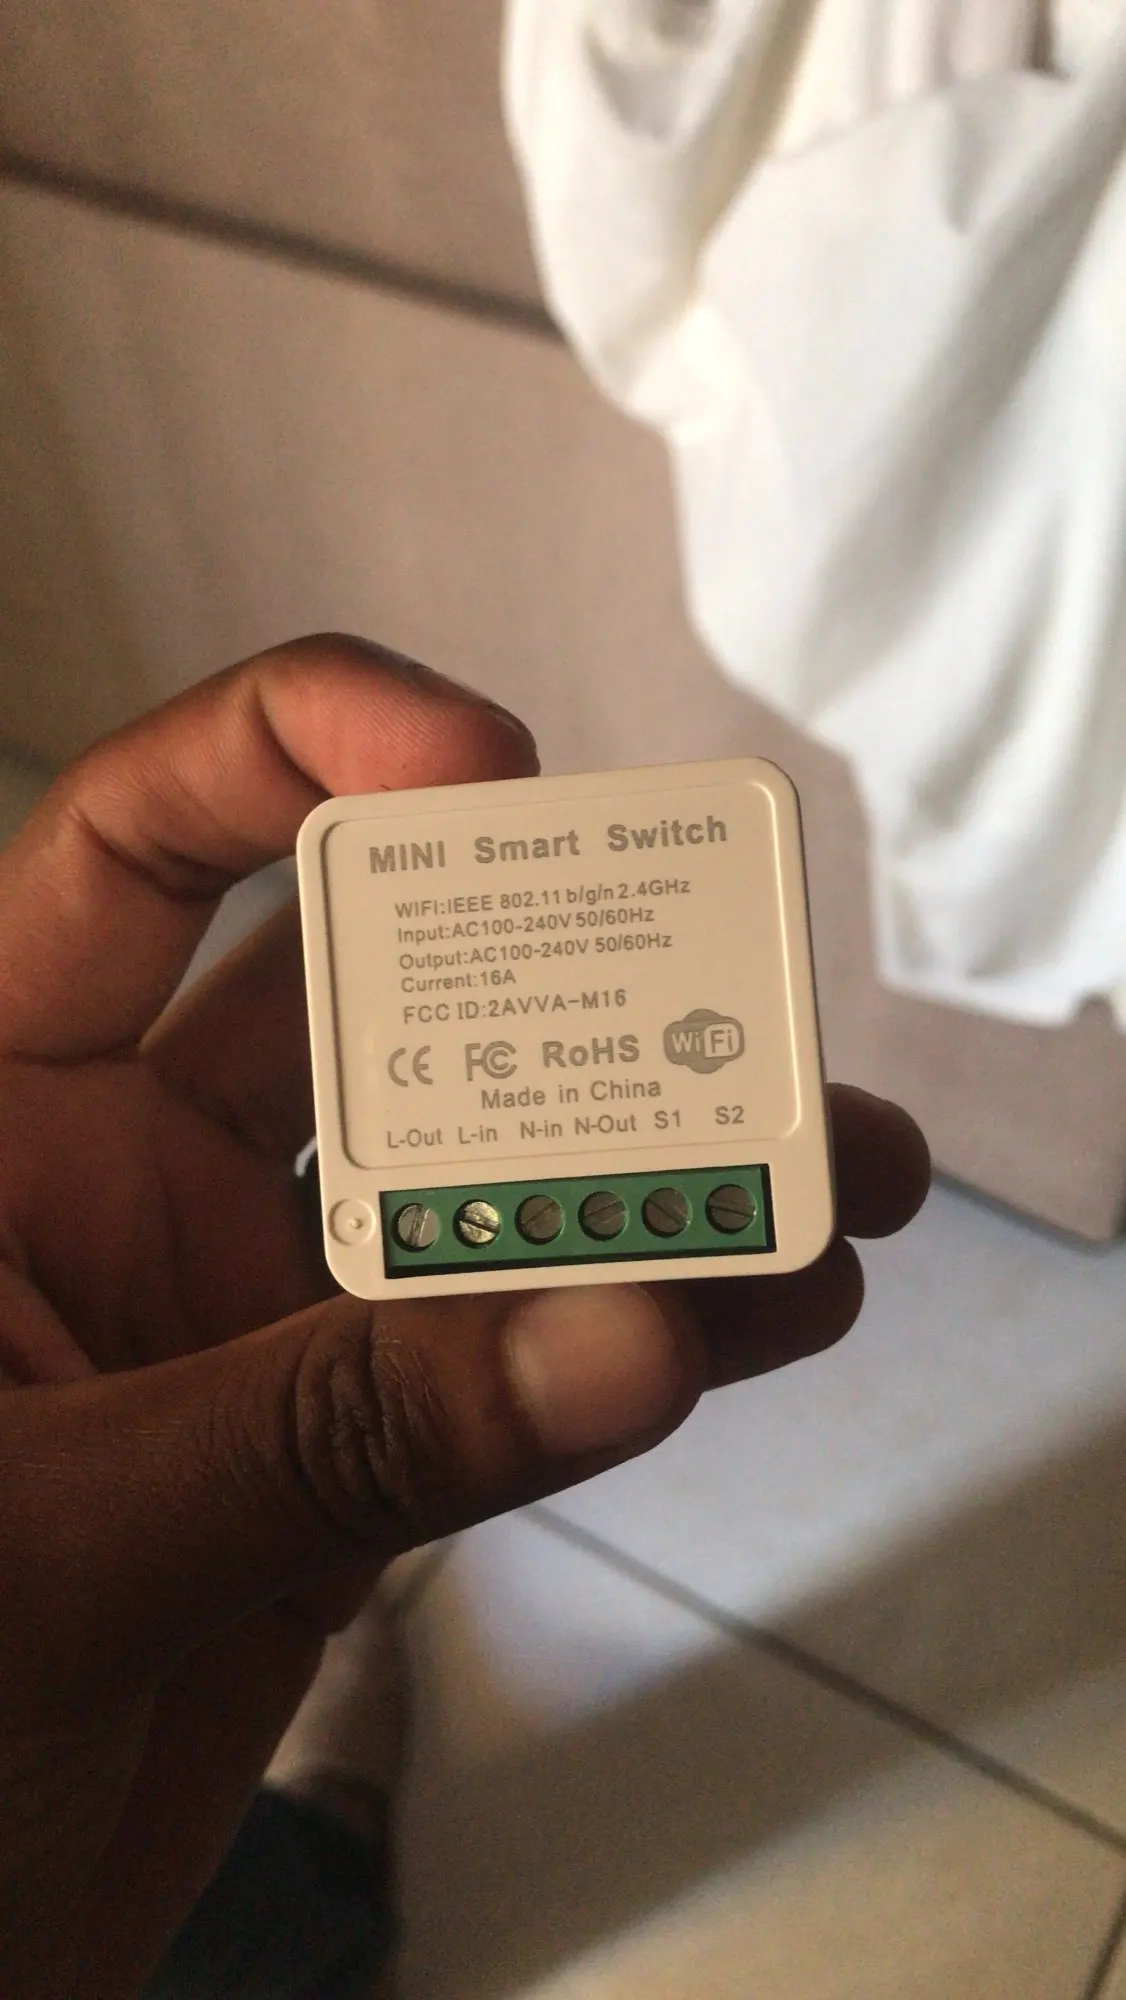 MINI Smart Switch
WIFI:IEEE 802.11 b/g/n 2.4GHz
Input:AC100-240V 50/60Hz
Output:AC100-240V 50/60Hz
Current:16A
FCC ID:2AVVA-M16
CE FC RoHS WiFi
Made in China
L-Out L-in N-in N-Out S1 S2